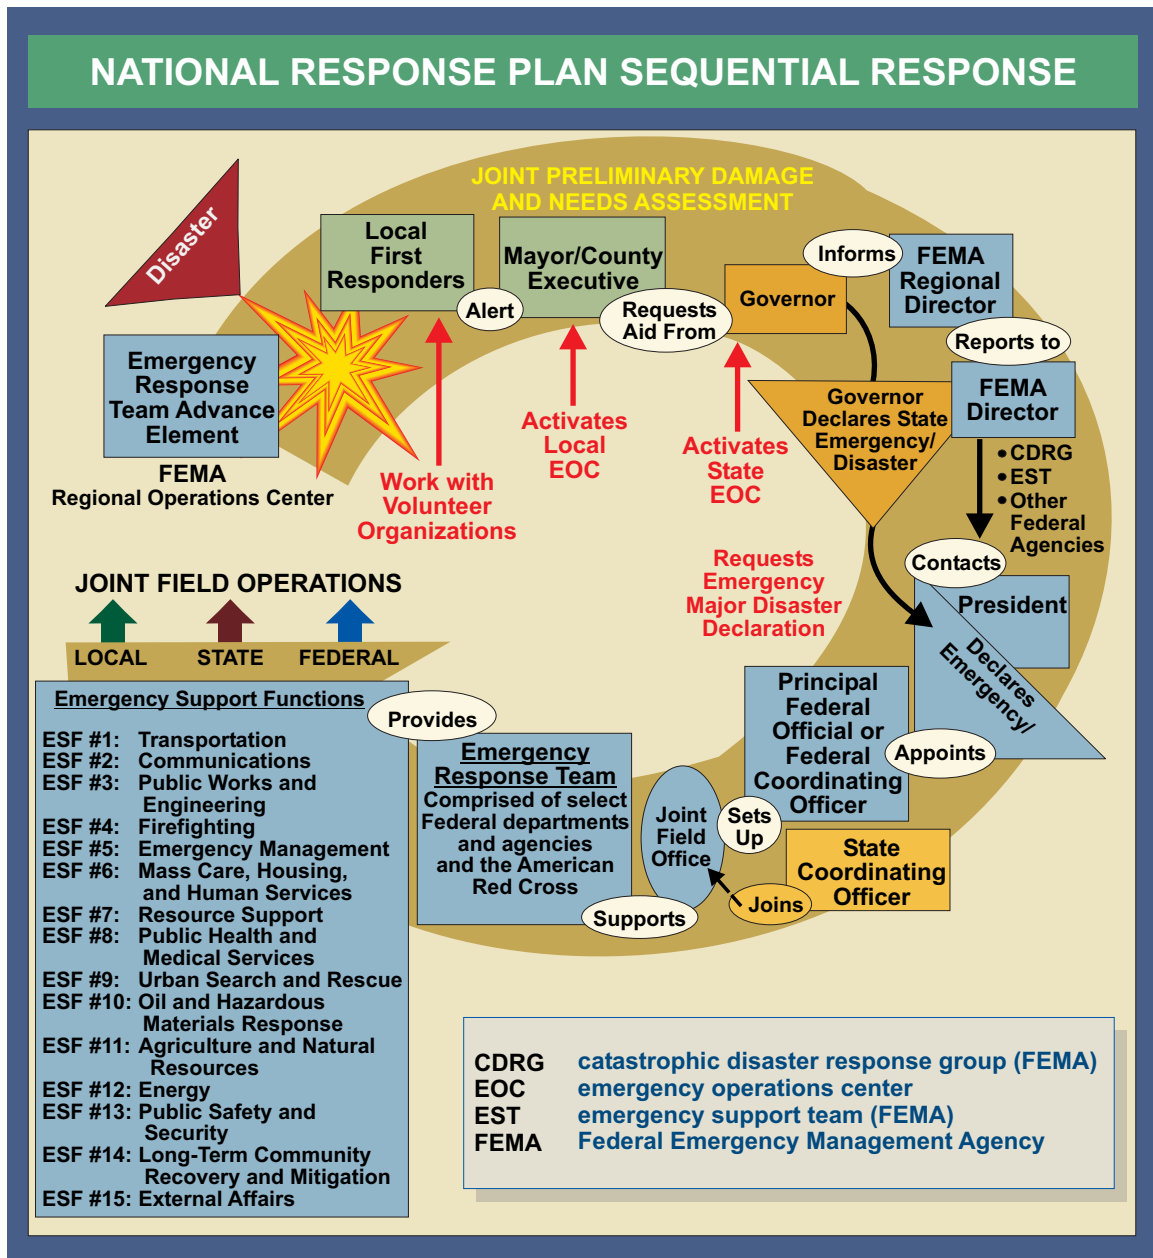 NATIONAL RESPONSE PLAN SEQUENTIAL RESPONSE
JOINT PRELIMINARY DAMAGE
AND NEEDS ASSESSMENT
Disaster
Local
First
Responders
Alert
Mayor/County
Executive
Requests
Aid From
Governor
Informs
FEMA
Regional
Director
Reports to
FEMA
Director
Governor
Declares State
Emergency/
Disaster
Emergency
Response
Team Advance
Element
FEMA
Regional Operations Center
Work with
Volunteer
Organizations
Activates
Local
EOC
Activates
State
EOC
• CDRG
• EST
• Other
Federal
Agencies
Requests
Emergency
Major Disaster
Declaration
Contacts
President
Declares
Emergency/
Appoints
Principal
Federal
Official or
Federal
Coordinating
Officer
Sets
Up
State
Coordinating
Officer
Joins
Joint
Field
Office
Supports
Emergency
Response Team
Comprised of select
Federal departments
and agencies
and the American
Red Cross
Provides
JOINT FIELD OPERATIONS
LOCAL STATE FEDERAL
Emergency Support Functions
ESF #1: Transportation
ESF #2: Communications
ESF #3: Public Works and
Engineering
ESF #4: Firefighting
ESF #5: Emergency Management
ESF #6: Mass Care, Housing,
and Human Services
ESF #7: Resource Support
ESF #8: Public Health and
Medical Services
ESF #9: Urban Search and Rescue
ESF #10: Oil and Hazardous
Materials Response
ESF #11: Agriculture and Natural
Resources
ESF #12: Energy
ESF #13: Public Safety and
Security
ESF #14: Long-Term Community
Recovery and Mitigation
ESF #15: External Affairs
CDRG catastrophic disaster response group (FEMA)
EOC emergency operations center
EST emergency support team (FEMA)
FEMA Federal Emergency Management Agency